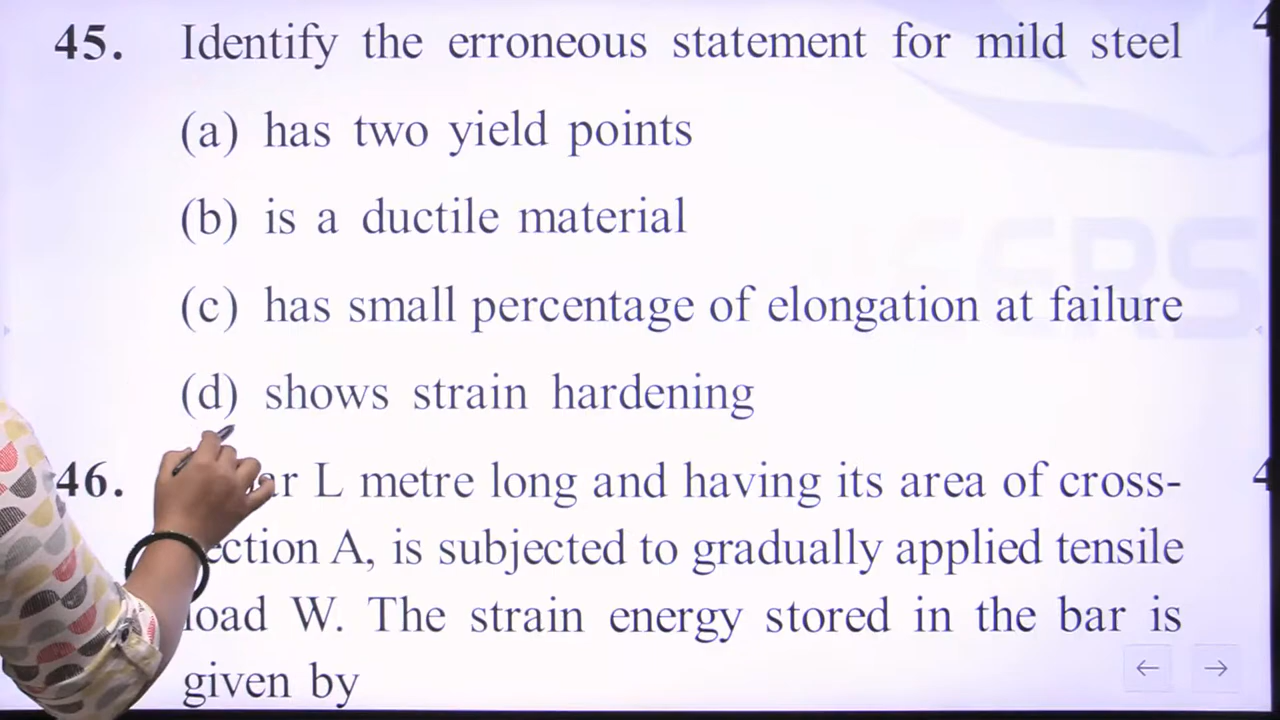 45. Identify the erroneous statement for mild steel
(a) has two yield points
(b) is a ductile material
(c) has small percentage of elongation at failure
(d) shows strain hardening
46. L metre long and having its area of cross-
A, is subjected to gradually applied tensile
load W. The strain energy stored in the bar is
given by